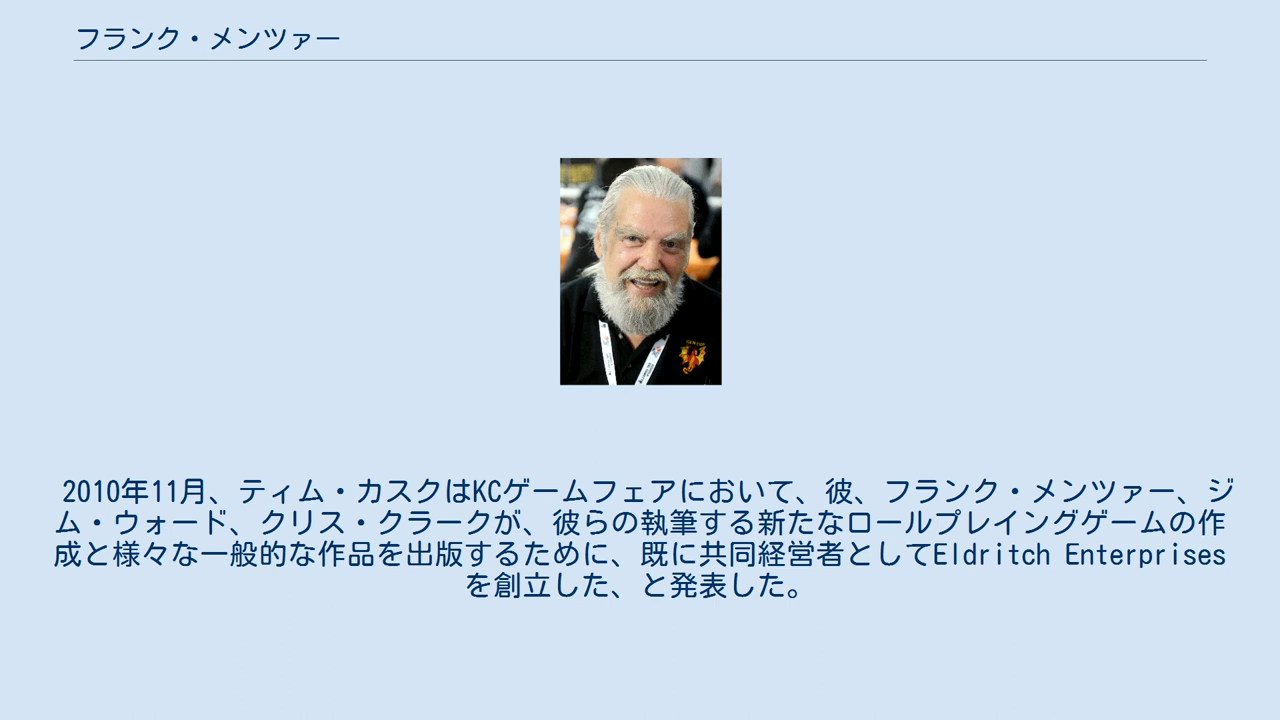 フランク・メンツァー
2010年11月、ティム・カスクはKCゲームフェアにおいて、彼、フランク・メンツァー、ジ
ム・ウォード、クリス・クラークが、彼らの執筆する新たなロールプレイングゲームの作
成と様々な一般的な作品を出版するために、既に共同経営者としてEldritch Enterprises
を創立した、と発表した。